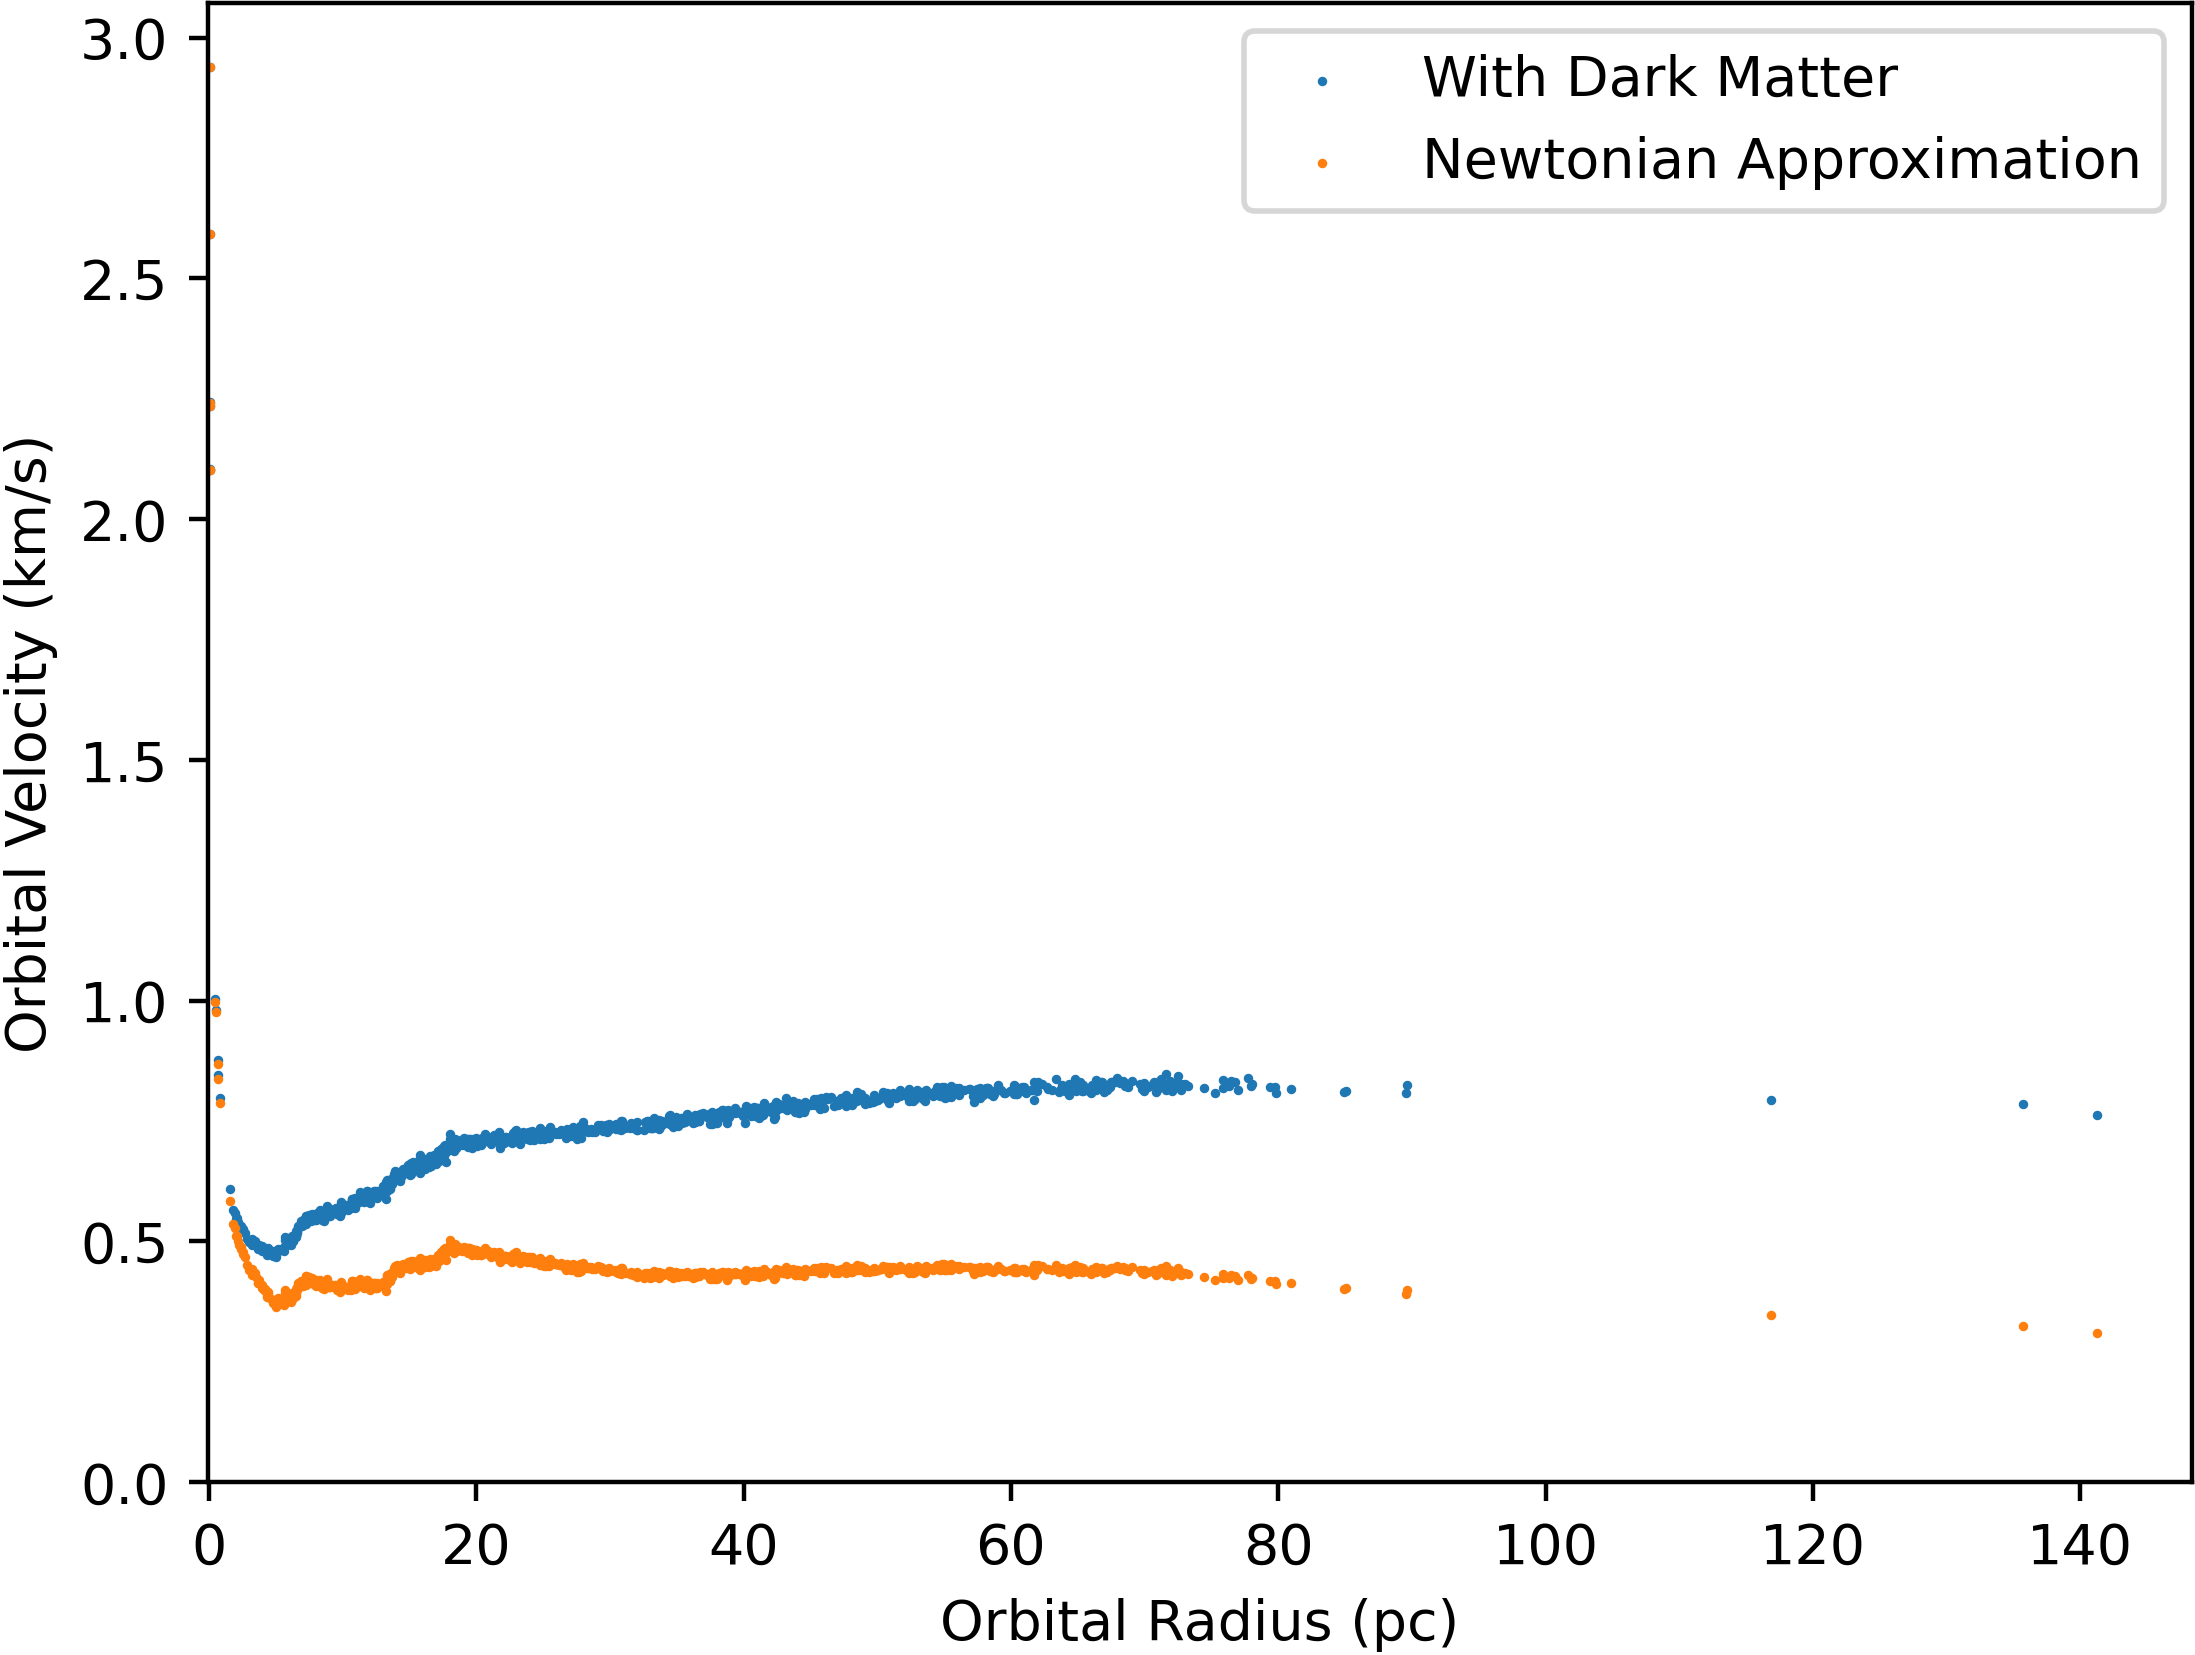 With Dark Matter
Newtonian Approximation
3.0
2.5
2.0
1.5
1.0
0.5
0.0
Orbital Velocity (km/s)
0 20 40 60 80 100 120 140
Orbital Radius (pc)